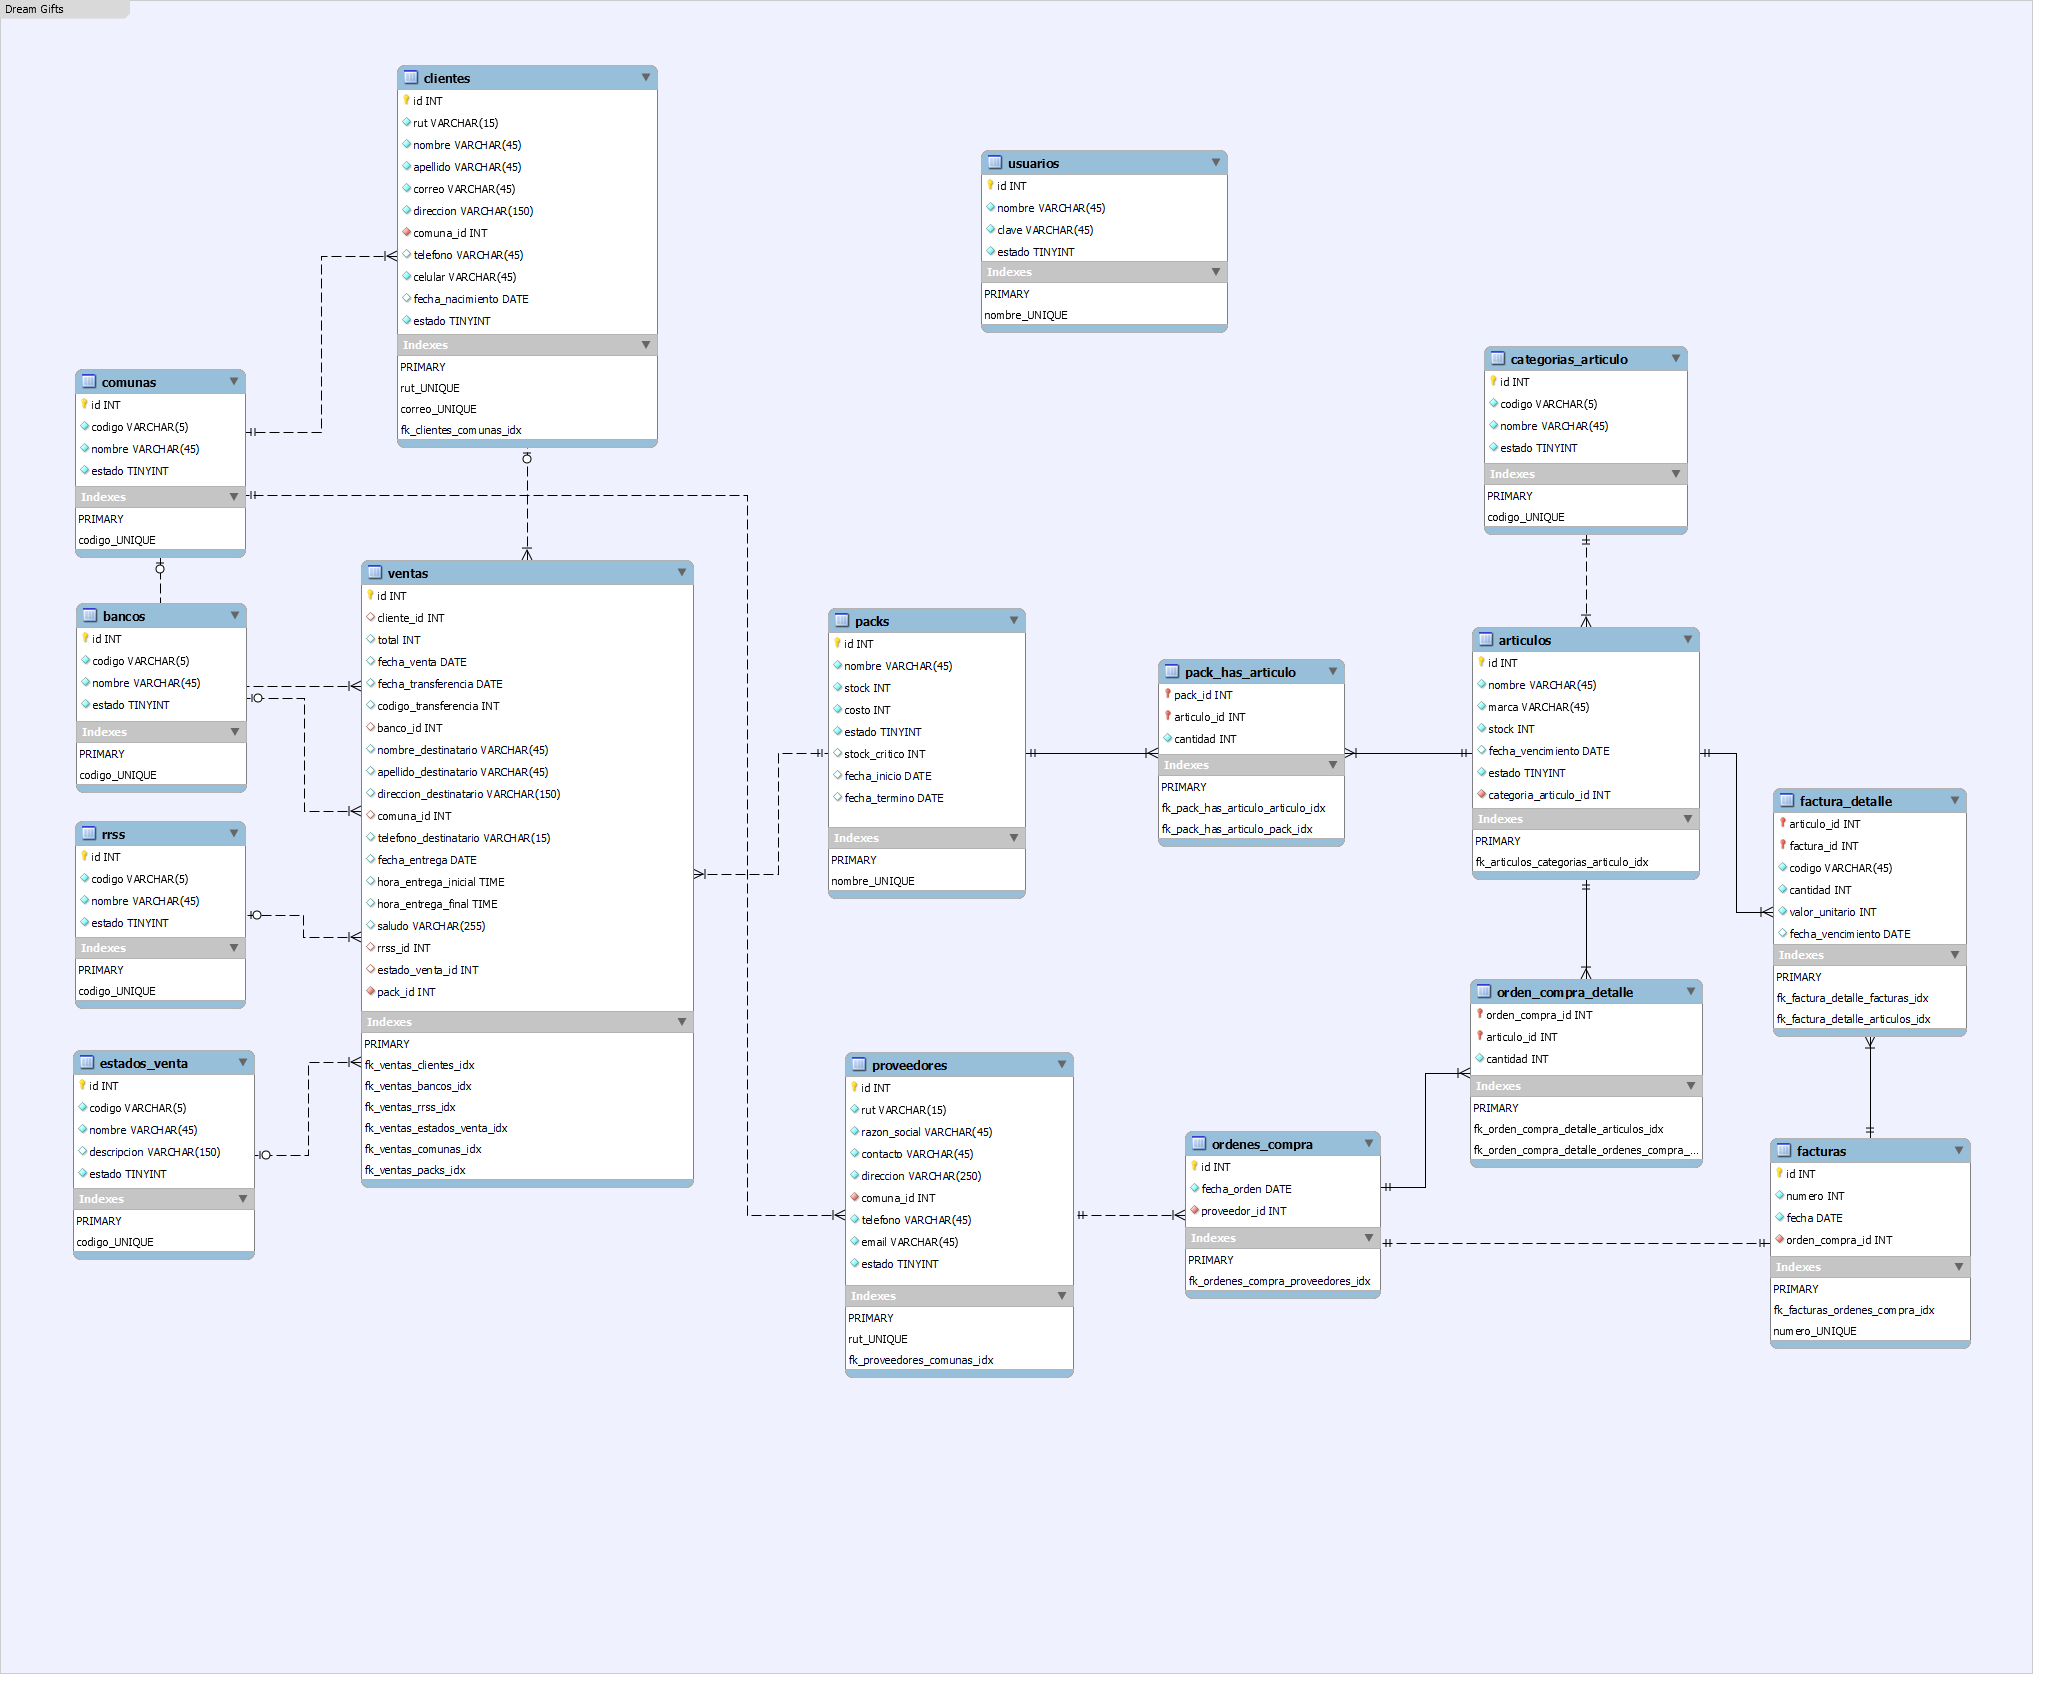 Dream Gifts
clientes
id INT
rut VARCHAR(15)
nombre VARCHAR(45)
apellido VARCHAR(45)
correo VARCHAR(45)
direccion VARCHAR(150)
comuna_id INT
telefono VARCHAR(45)
celular VARCHAR(45)
fecha_nacimiento DATE
estado TINYINT
Indexes
PRIMARY
rut_UNIQUE
correo_UNIQUE
fk_clientes_comunas_idx
usuarios
id INT
nombre VARCHAR(45)
clave VARCHAR(45)
estado TINYINT
Indexes
PRIMARY
nombre_UNIQUE
comunas
id INT
codigo VARCHAR(5)
nombre VARCHAR(45)
estado TINYINT
Indexes
PRIMARY
codigo_UNIQUE
categorias_articulo
id INT
codigo VARCHAR(5)
nombre VARCHAR(45)
estado TINYINT
Indexes
PRIMARY
codigo_UNIQUE
bancos
id INT
codigo VARCHAR(5)
nombre VARCHAR(45)
estado TINYINT
Indexes
PRIMARY
codigo_UNIQUE
rrss
id INT
codigo VARCHAR(5)
nombre VARCHAR(45)
estado TINYINT
Indexes
PRIMARY
codigo_UNIQUE
estados_venta
id INT
codigo VARCHAR(5)
nombre VARCHAR(45)
descripcion VARCHAR(150)
estado TINYINT
Indexes
PRIMARY
codigo_UNIQUE
ventas
id INT
cliente_id INT
total INT
fecha_venta DATE
fecha_transferencia DATE
codigo_transferencia INT
banco_id INT
nombre_destinatario VARCHAR(45)
apellido_destinatario VARCHAR(45)
direccion_destinatario VARCHAR(150)
comuna_id INT
telefono_destinatario VARCHAR(15)
fecha_entrega DATE
hora_entrega_inicial TIME
hora_entrega_final TIME
saludo VARCHAR(255)
rrss_id INT
estado_venta_id INT
pack_id INT
Indexes
PRIMARY
fk_ventas_clientes_idx
fk_ventas_bancos_idx
fk_ventas_rrss_idx
fk_ventas_estados_venta_idx
fk_ventas_comunas_idx
fk_ventas_packs_idx
packs
id INT
nombre VARCHAR(45)
stock INT
costo INT
estado TINYINT
stock_critico INT
fecha_inicio DATE
fecha_termino DATE
Indexes
PRIMARY
nombre_UNIQUE
pack_has_articulo
pack_id INT
articulo_id INT
cantidad INT
Indexes
PRIMARY
fk_pack_has_articulo_articulo_idx
fk_pack_has_articulo_pack_idx
articulos
id INT
nombre VARCHAR(45)
marca VARCHAR(45)
stock INT
fecha_vencimiento DATE
estado TINYINT
categoria_articulo_id INT
Indexes
PRIMARY
fk_articulos_categorias_articulo_idx
factura_detalle
articulo_id INT
factura_id INT
codigo VARCHAR(45)
cantidad INT
valor_unitario INT
fecha_vencimiento DATE
Indexes
PRIMARY
fk_factura_detalle_facturas_idx
fk_factura_detalle_articulos_idx
orden_compra_detalle
orden_compra_id INT
articulo_id INT
cantidad INT
Indexes
PRIMARY
fk_orden_compra_detalle_articulos_idx
fk_orden_compra_detalle_ordenes_compra_...
proveedores
id INT
rut VARCHAR(15)
razon_social VARCHAR(45)
contacto VARCHAR(45)
direccion VARCHAR(250)
comuna_id INT
telefono VARCHAR(45)
email VARCHAR(45)
estado TINYINT
Indexes
PRIMARY
rut_UNIQUE
fk_proveedores_comunas_idx
ordenes_compra
id INT
fecha_orden DATE
proveedor_id INT
Indexes
PRIMARY
fk_ordenes_compra_proveedores_idx
facturas
id INT
numero INT
fecha DATE
orden_compra_id INT
Indexes
PRIMARY
fk_facturas_ordenes_compra_idx
numero_UNIQUE